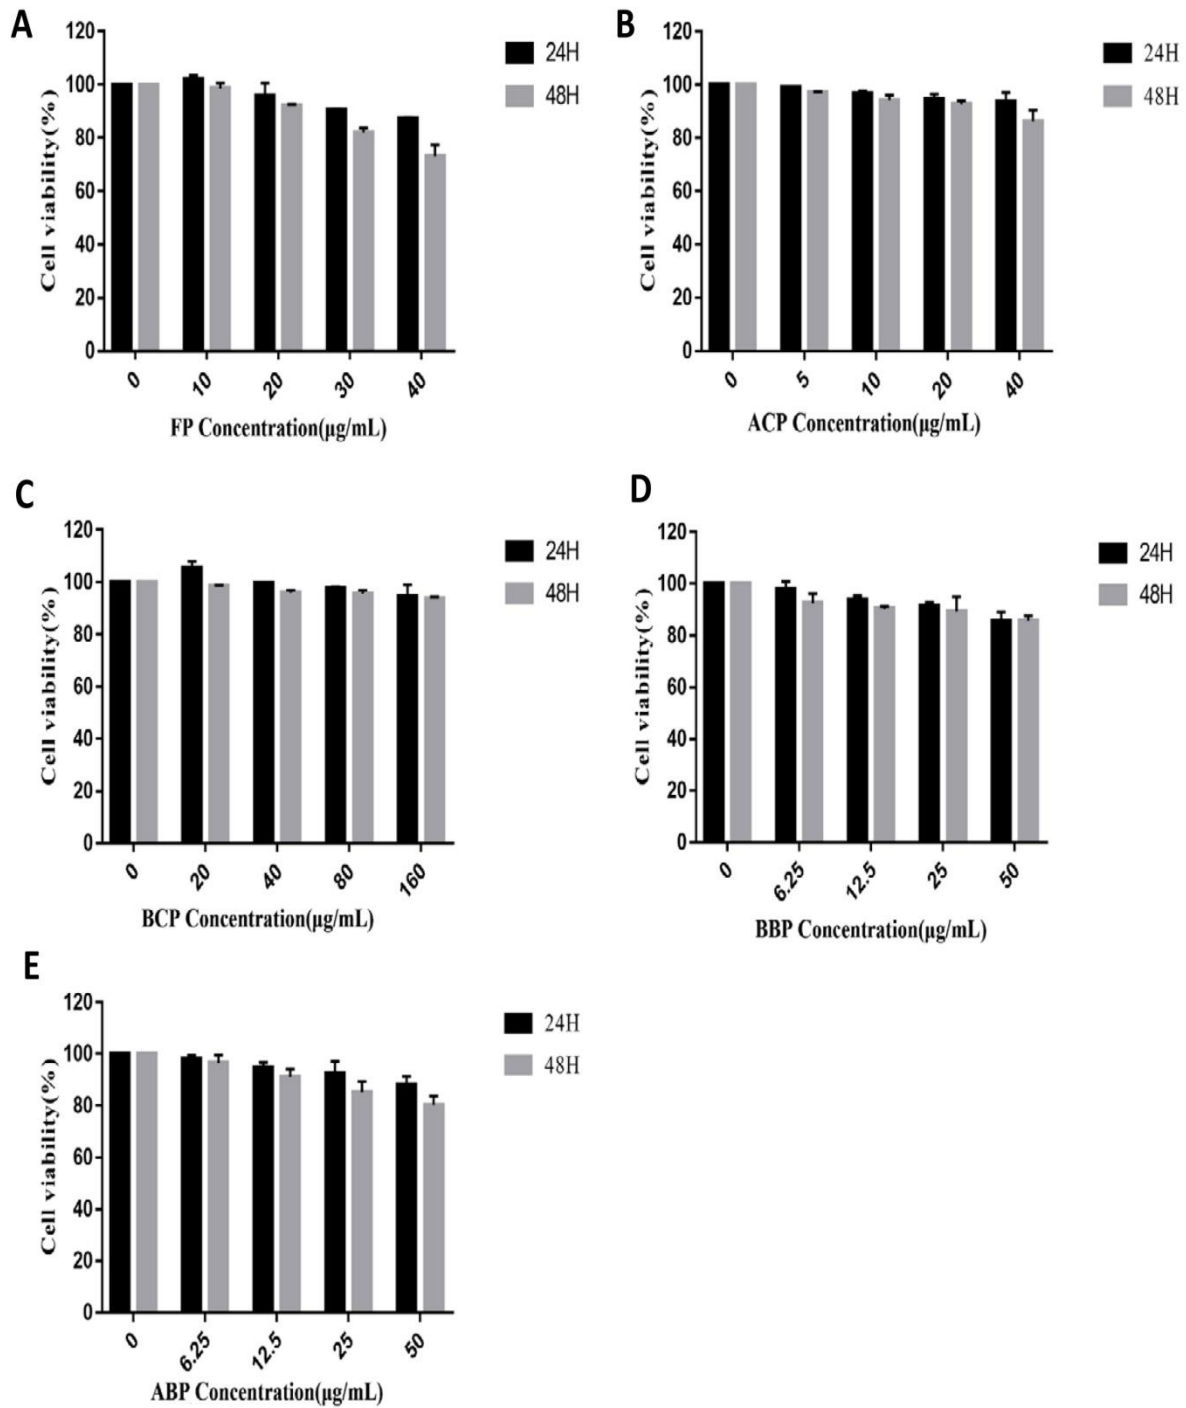 A
120
100
80
60
40
20
0
Cell viability(%)
0 10 20 30 40
FP Concentration(µg/mL)
24H
48H
B
120
100
80
60
40
20
0
Cell viability(%)
0 5 10 20 40
ACP Concentration(µg/mL)
24H
48H
C
120
100
80
60
40
20
0
Cell viability(%)
0 20 40 80 160
BCP Concentration(µg/mL)
24H
48H
D
120
100
80
60
40
20
0
Cell viability(%)
0 6.25 12.5 25 50
BBP Concentration(µg/mL)
24H
48H
E
120
100
80
60
40
20
0
Cell viability(%)
0 6.25 12.5 25 50
ABP Concentration(µg/mL)
24H
48H